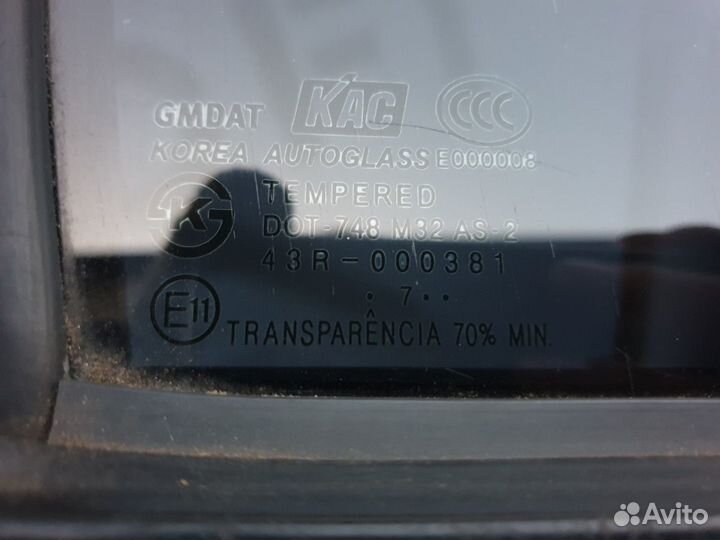 GMDAT KAC CCC
KOREA AUTOGLASS E000008
TEMPERED
DOT-748 M32 AS-2
43R-000381
. 7 . .
E11
TRANSPARÊNCIA 70% MIN.
Avito